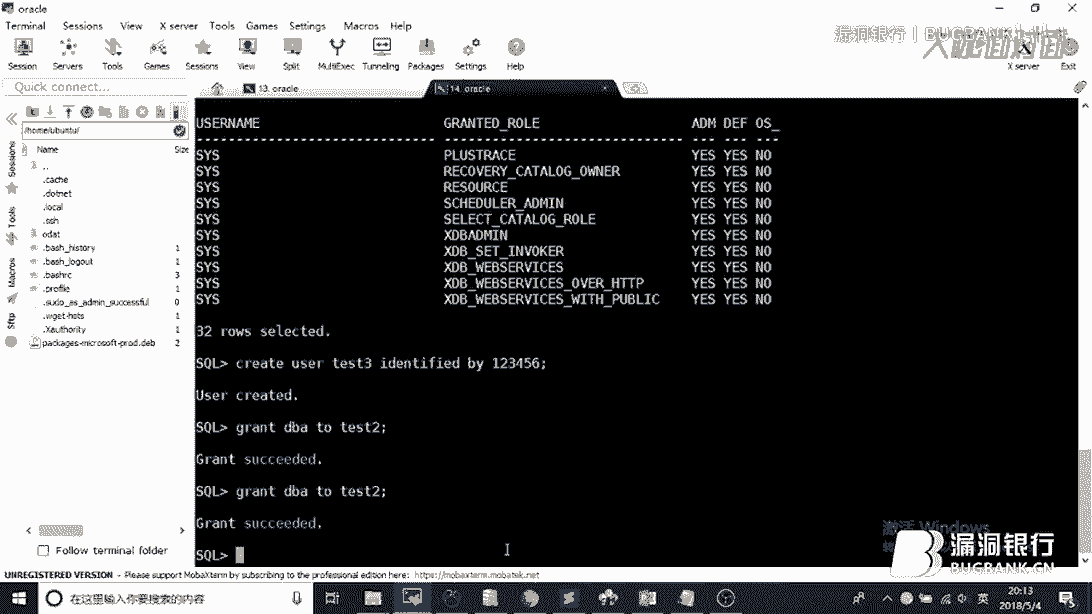 oracle
Terminal Sessions View X server Tools Games Settings Macros Help
漏洞银行 | BUGBANK
Session Servers Tools Games Sessions View Split MultiExec Tunneling Packages Settings Help X server Exit
Quick connect...
13. oracle
14. oracle
/home/ubuntu/
Name Size
..
.cache
.dotnet
.local
.ssh
odat
.bash_history 1
.bash_logout 1
.bashrc 3
.profile 1
.sudo_as_admin_successful 0
.wget-hsts 1
.Xauthority 1
packages-microsoft-prod.deb 2
Sessions
Tools
Macros
Sftp
Follow terminal folder
USERNAME GRANTED_ROLE ADM DEF OS_
------------------------------ ------------------------------ --- --- ---
SYS PLUSTRACE YES YES NO
SYS RECOVERY_CATALOG_OWNER YES YES NO
SYS RESOURCE YES YES NO
SYS SCHEDULER_ADMIN YES YES NO
SYS SELECT_CATALOG_ROLE YES YES NO
SYS XDBADMIN YES YES NO
SYS XDB_SET_INVOKER YES YES NO
SYS XDB_WEBSERVICES YES YES NO
SYS XDB_WEBSERVICES_OVER_HTTP YES YES NO
SYS XDB_WEBSERVICES_WITH_PUBLIC YES YES NO
32 rows selected.
SQL> create user test3 identified by 123456;
User created.
SQL> grant dba to test2;
Grant succeeded.
SQL> grant dba to test2;
Grant succeeded.
SQL>
激活 Windows
漏洞银行
BUGBANK.CN
UNREGISTERED VERSION - Please support MobaXterm by subscribing to the professional edition here: https://mobaxterm.mobatek.net
在这里输入你要搜索的内容
英
20:13
2018/5/4